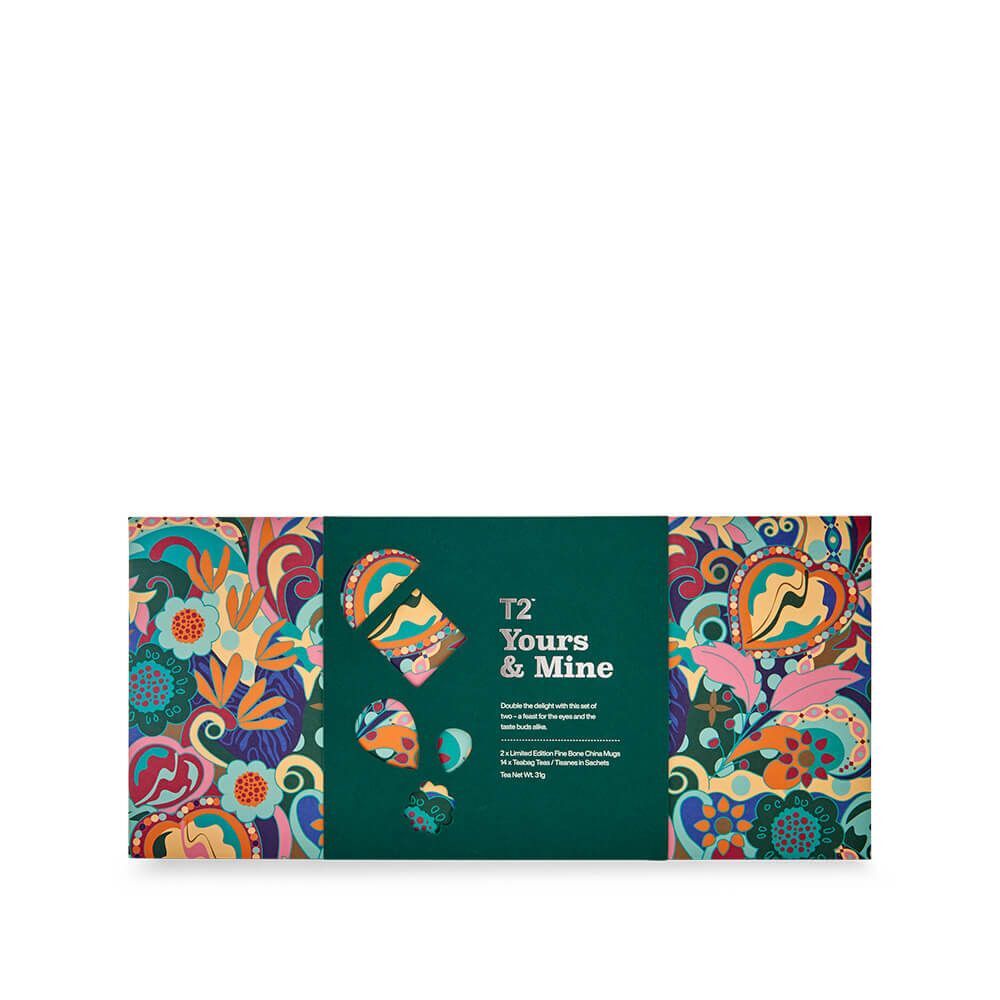 T2™
Yours
& Mine
Double the delight with this set of
two – a feast for the eyes and the
taste buds alike.
2 x Limited Edition Fine Bone China Mugs
14 x Teabag Teas / Tisanes in Sachets
Tea Net Wt. 31g